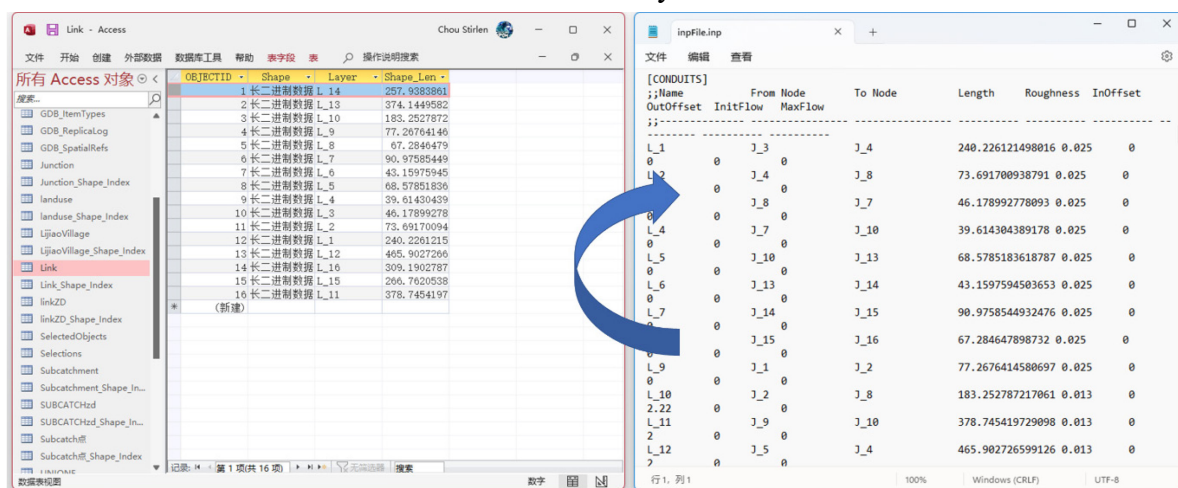 Link - Access
Chou Stirlen
文件 开始 创建 外部数据 数据库工具 帮助 表字段 表 操作说明搜索
所有 Access 对象
搜索...
GDB_ItemTypes
GDB_ReplicaLog
GDB_SpatialRefs
Junction
Junction_Shape_Index
landuse
landuse_Shape_Index
LijiaoVillage
LijiaoVillage_Shape_Index
Link
Link_Shape_Index
linkZD
linkZD_Shape_Index
SelectedObjects
Selections
Subcatchment
Subcatchment_Shape_In...
SUBCATCHzd
SUBCATCHzd_Shape_In...
Subcatch点
Subcatch点_Shape_Index
OBJECTID Shape Layer Shape_Len
1 长二进制数据 L_14 257.9383861
2 长二进制数据 L_13 374.1449582
3 长二进制数据 L_10 183.2527872
4 长二进制数据 L_9 77.26764146
5 长二进制数据 L_8 67.2846479
6 长二进制数据 L_7 90.97585449
7 长二进制数据 L_6 43.15975945
8 长二进制数据 L_5 68.57851836
9 长二进制数据 L_4 39.61430439
10 长二进制数据 L_3 46.17899278
11 长二进制数据 L_2 73.69170094
12 长二进制数据 L_1 240.2261215
13 长二进制数据 L_12 465.9027266
14 长二进制数据 L_16 309.1902787
15 长二进制数据 L_15 266.7620538
16 长二进制数据 L_11 378.7454197
* (新建)
记录: 第 1 项(共 16 项) 无筛选器 搜索
数据表视图 数字
inpFile.inp × +
文件 编辑 查看
[CONDUITS]
;;Name From Node To Node Length Roughness InOffset
OutOffset InitFlow MaxFlow
;;-------------- ---------------- ---------------- ---------- ---------- --
-------- ---------- ----------
L_1 J_3 J_4 240.226121498016 0.025 0
0 0 0
J_4 J_8 73.691700938791 0.025 0
0 0
J_8 J_7 46.178992778093 0.025 0
0 0 0
L_4 J_7 J_10 39.614304389178 0.025 0
0 0 0
L_5 J_10 J_13 68.5785183618787 0.025 0
0 0 0
L_6 J_13 J_14 43.1597594503653 0.025 0
0 0 0
L_7 J_14 J_15 90.9758544932476 0.025 0
0 0
J_15 J_16 67.284647898732 0.025 0
0 0 0
L_9 J_1 J_2 77.2676414580697 0.025 0
0 0 0
L_10 J_2 J_8 183.252787217061 0.013 0
2.22 0 0
L_11 J_9 J_10 378.745419729098 0.013 0
2 0 0
L_12 J_5 J_4 465.902726599126 0.013 0
2 0 0
行 1, 列 1 100% Windows (CRLF) UTF-8